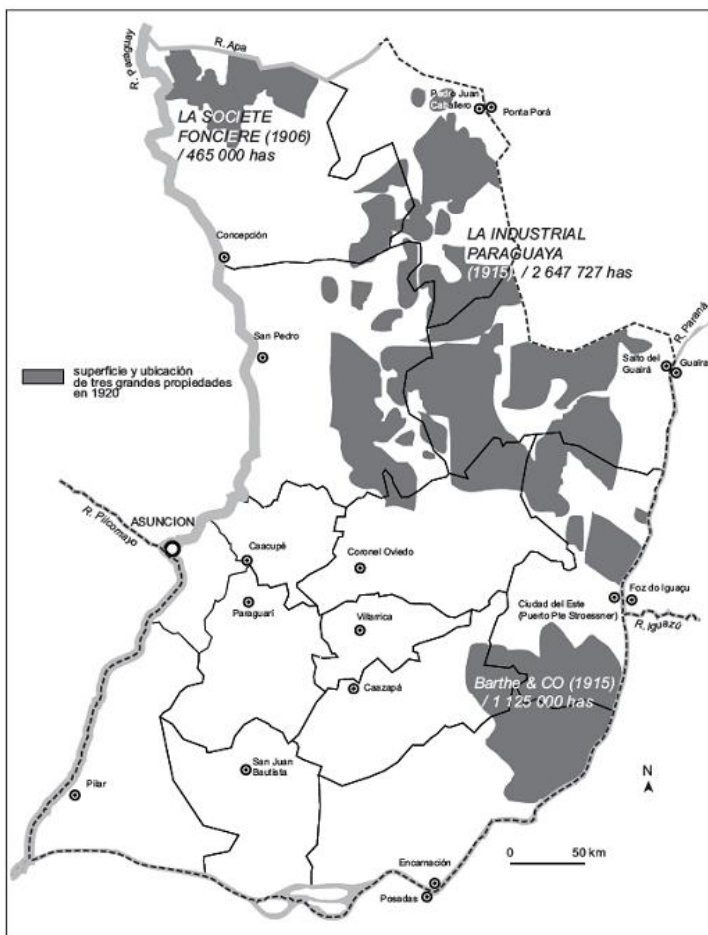 R. Paraguay
R. Apa
LA SOCIETE
FONCIERE (1906)
/ 465 000 has
Pedro Juan
Caballero
Ponta Porá
Concepción
LA INDUSTRIAL
PARAGUAYA
(1915) / 2 647 727 has
San Pedro
R. Paraná
Salto del
Guairá
Guaíra
superficie y ubicación
de tres grandes propiedades
en 1920
R. Pilcomayo
ASUNCION
Caacupé
Coronel Oviedo
Paraguarí
Villarrica
Ciudad del Este
(Puerto Pte Stroessner)
Foz do Iguaçu
R. Iguazú
Barthe & CO (1915)
/ 1 125 000 has
Caazapá
San Juan
Bautista
Pilar
N
0 50 km
Encarnación
Posadas